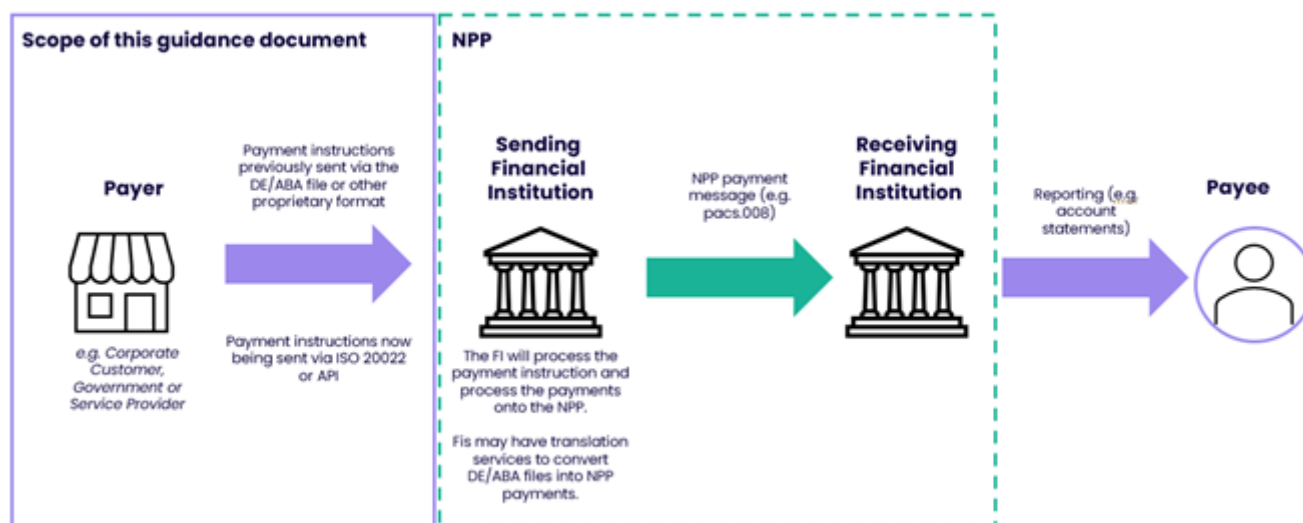 Scope of this guidance document
Payer
e.g. Corporate
Customer,
Government or
Service Provider
Payment instructions
previously sent via the
DE/ABA file or other
proprietary format
Payment instructions now
being sent via ISO 20022
or API
NPP
Sending
Financial
Institution
The FI will process the
payment instruction and
process the payments
onto the NPP.
Fis may have translation
services to convert
DE/ABA files into NPP
payments.
NPP payment
message (e.g.
pacs.008)
Receiving
Financial
Institution
Reporting (e.g.
account
statements)
Payee